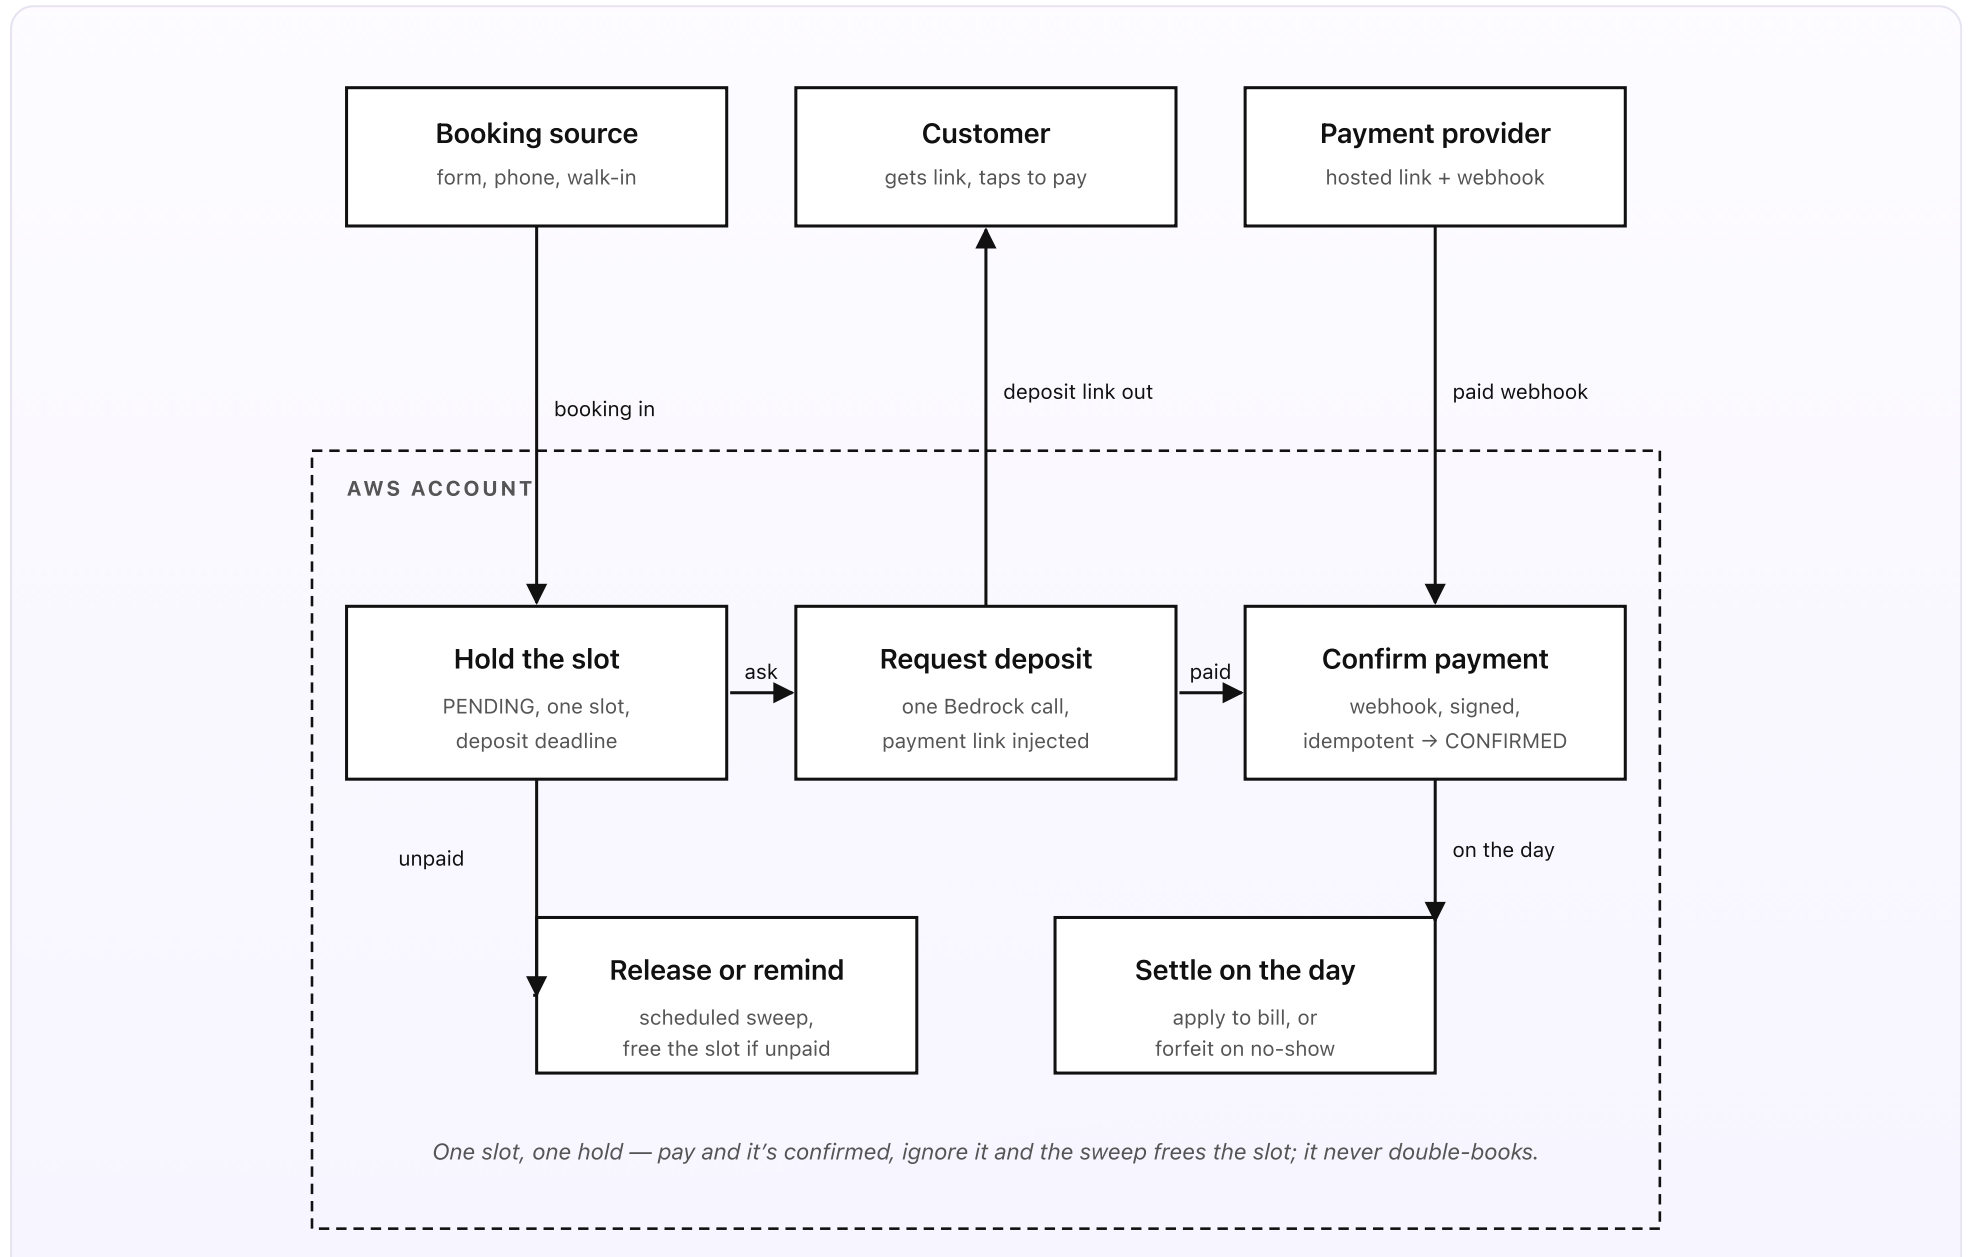 Booking source
form, phone, walk-in
Customer
gets link, taps to pay
Payment provider
hosted link + webhook
booking in
deposit link out
paid webhook
AWS ACCOUNT
Hold the slot
PENDING, one slot,
deposit deadline
ask
Request deposit
one Bedrock call,
payment link injected
paid
Confirm payment
webhook, signed,
idempotent → CONFIRMED
unpaid
on the day
Release or remind
scheduled sweep,
free the slot if unpaid
Settle on the day
apply to bill, or
forfeit on no-show
One slot, one hold — pay and it’s confirmed, ignore it and the sweep frees the slot; it never double-books.